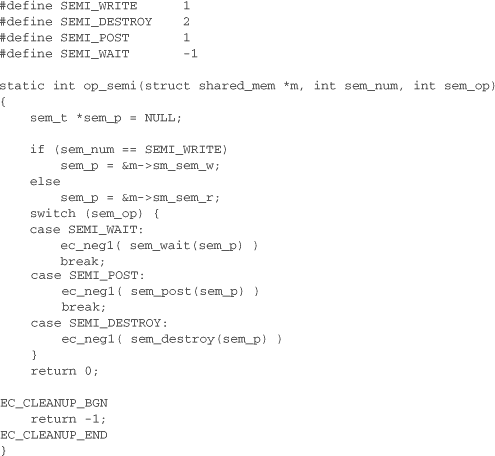 #define SEMI_WRITE      1
#define SEMI_DESTROY    2
#define SEMI_POST       1
#define SEMI_WAIT       -1

static int op_semi(struct shared_mem *m, int sem_num, int sem_op)
{
    sem_t *sem_p = NULL;

    if (sem_num == SEMI_WRITE)
        sem_p = &m->sm_sem_w;
    else
        sem_p = &m->sm_sem_r;
    switch (sem_op) {
    case SEMI_WAIT:
        ec_neg1( sem_wait(sem_p) )
        break;
    case SEMI_POST:
        ec_neg1( sem_post(sem_p) )
        break;
    case SEMI_DESTROY:
        ec_neg1( sem_destroy(sem_p) )
    }
    return 0;

EC_CLEANUP_BGN
    return -1;
EC_CLEANUP_END
}